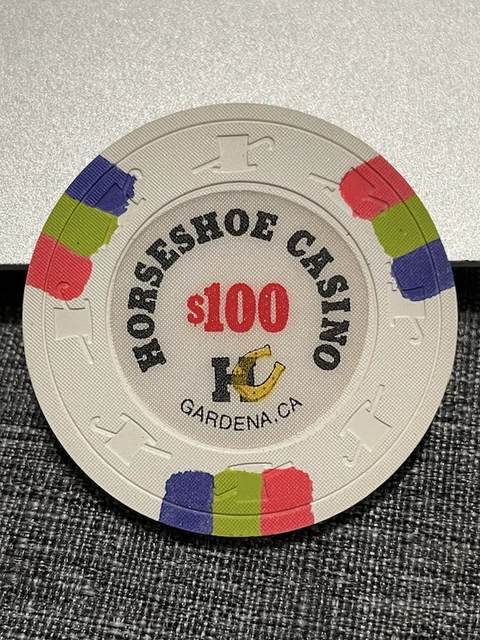 HORSESHOE CASINO
$100
HC
GARDENA, CA